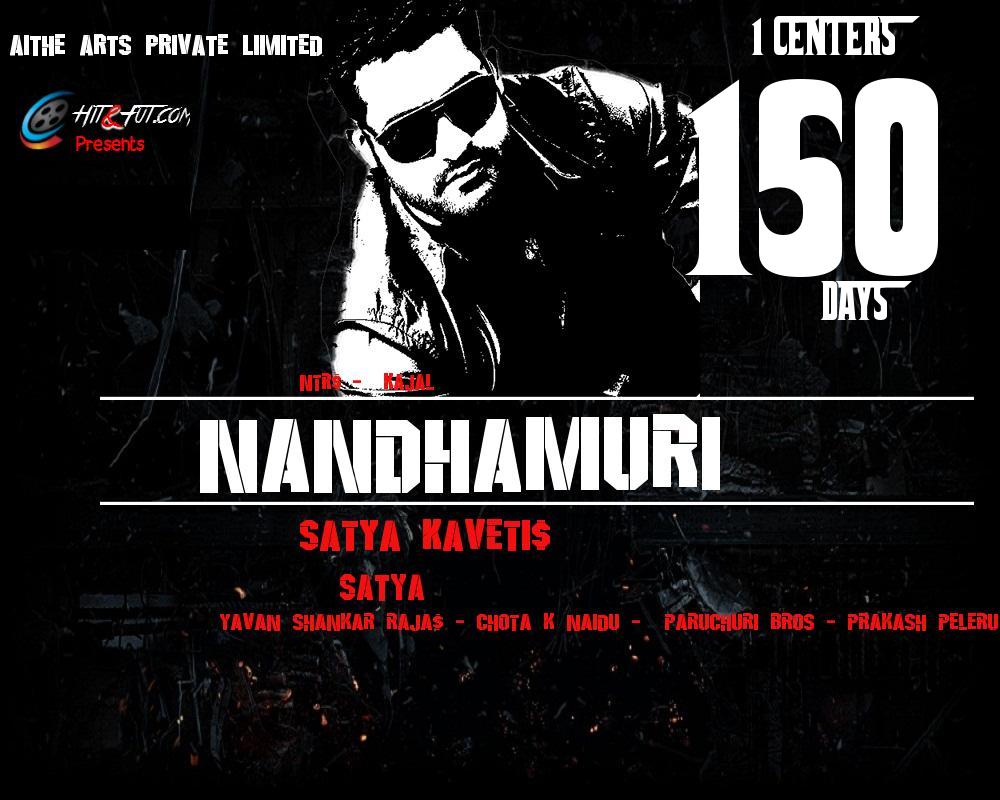 AITHE ARTS PRIVATE LIIMITED
1 CENTERS
HIT&FUT.COM
Presents
150
DAYS
NTR$ - KAJAL
NANDHAMURI
SATYA KAVETI$
SATYA
YAVAN SHANKAR RAJA$ - CHOTA K NAIDU - PARUCHURI BROS - PRAKASH PELERU